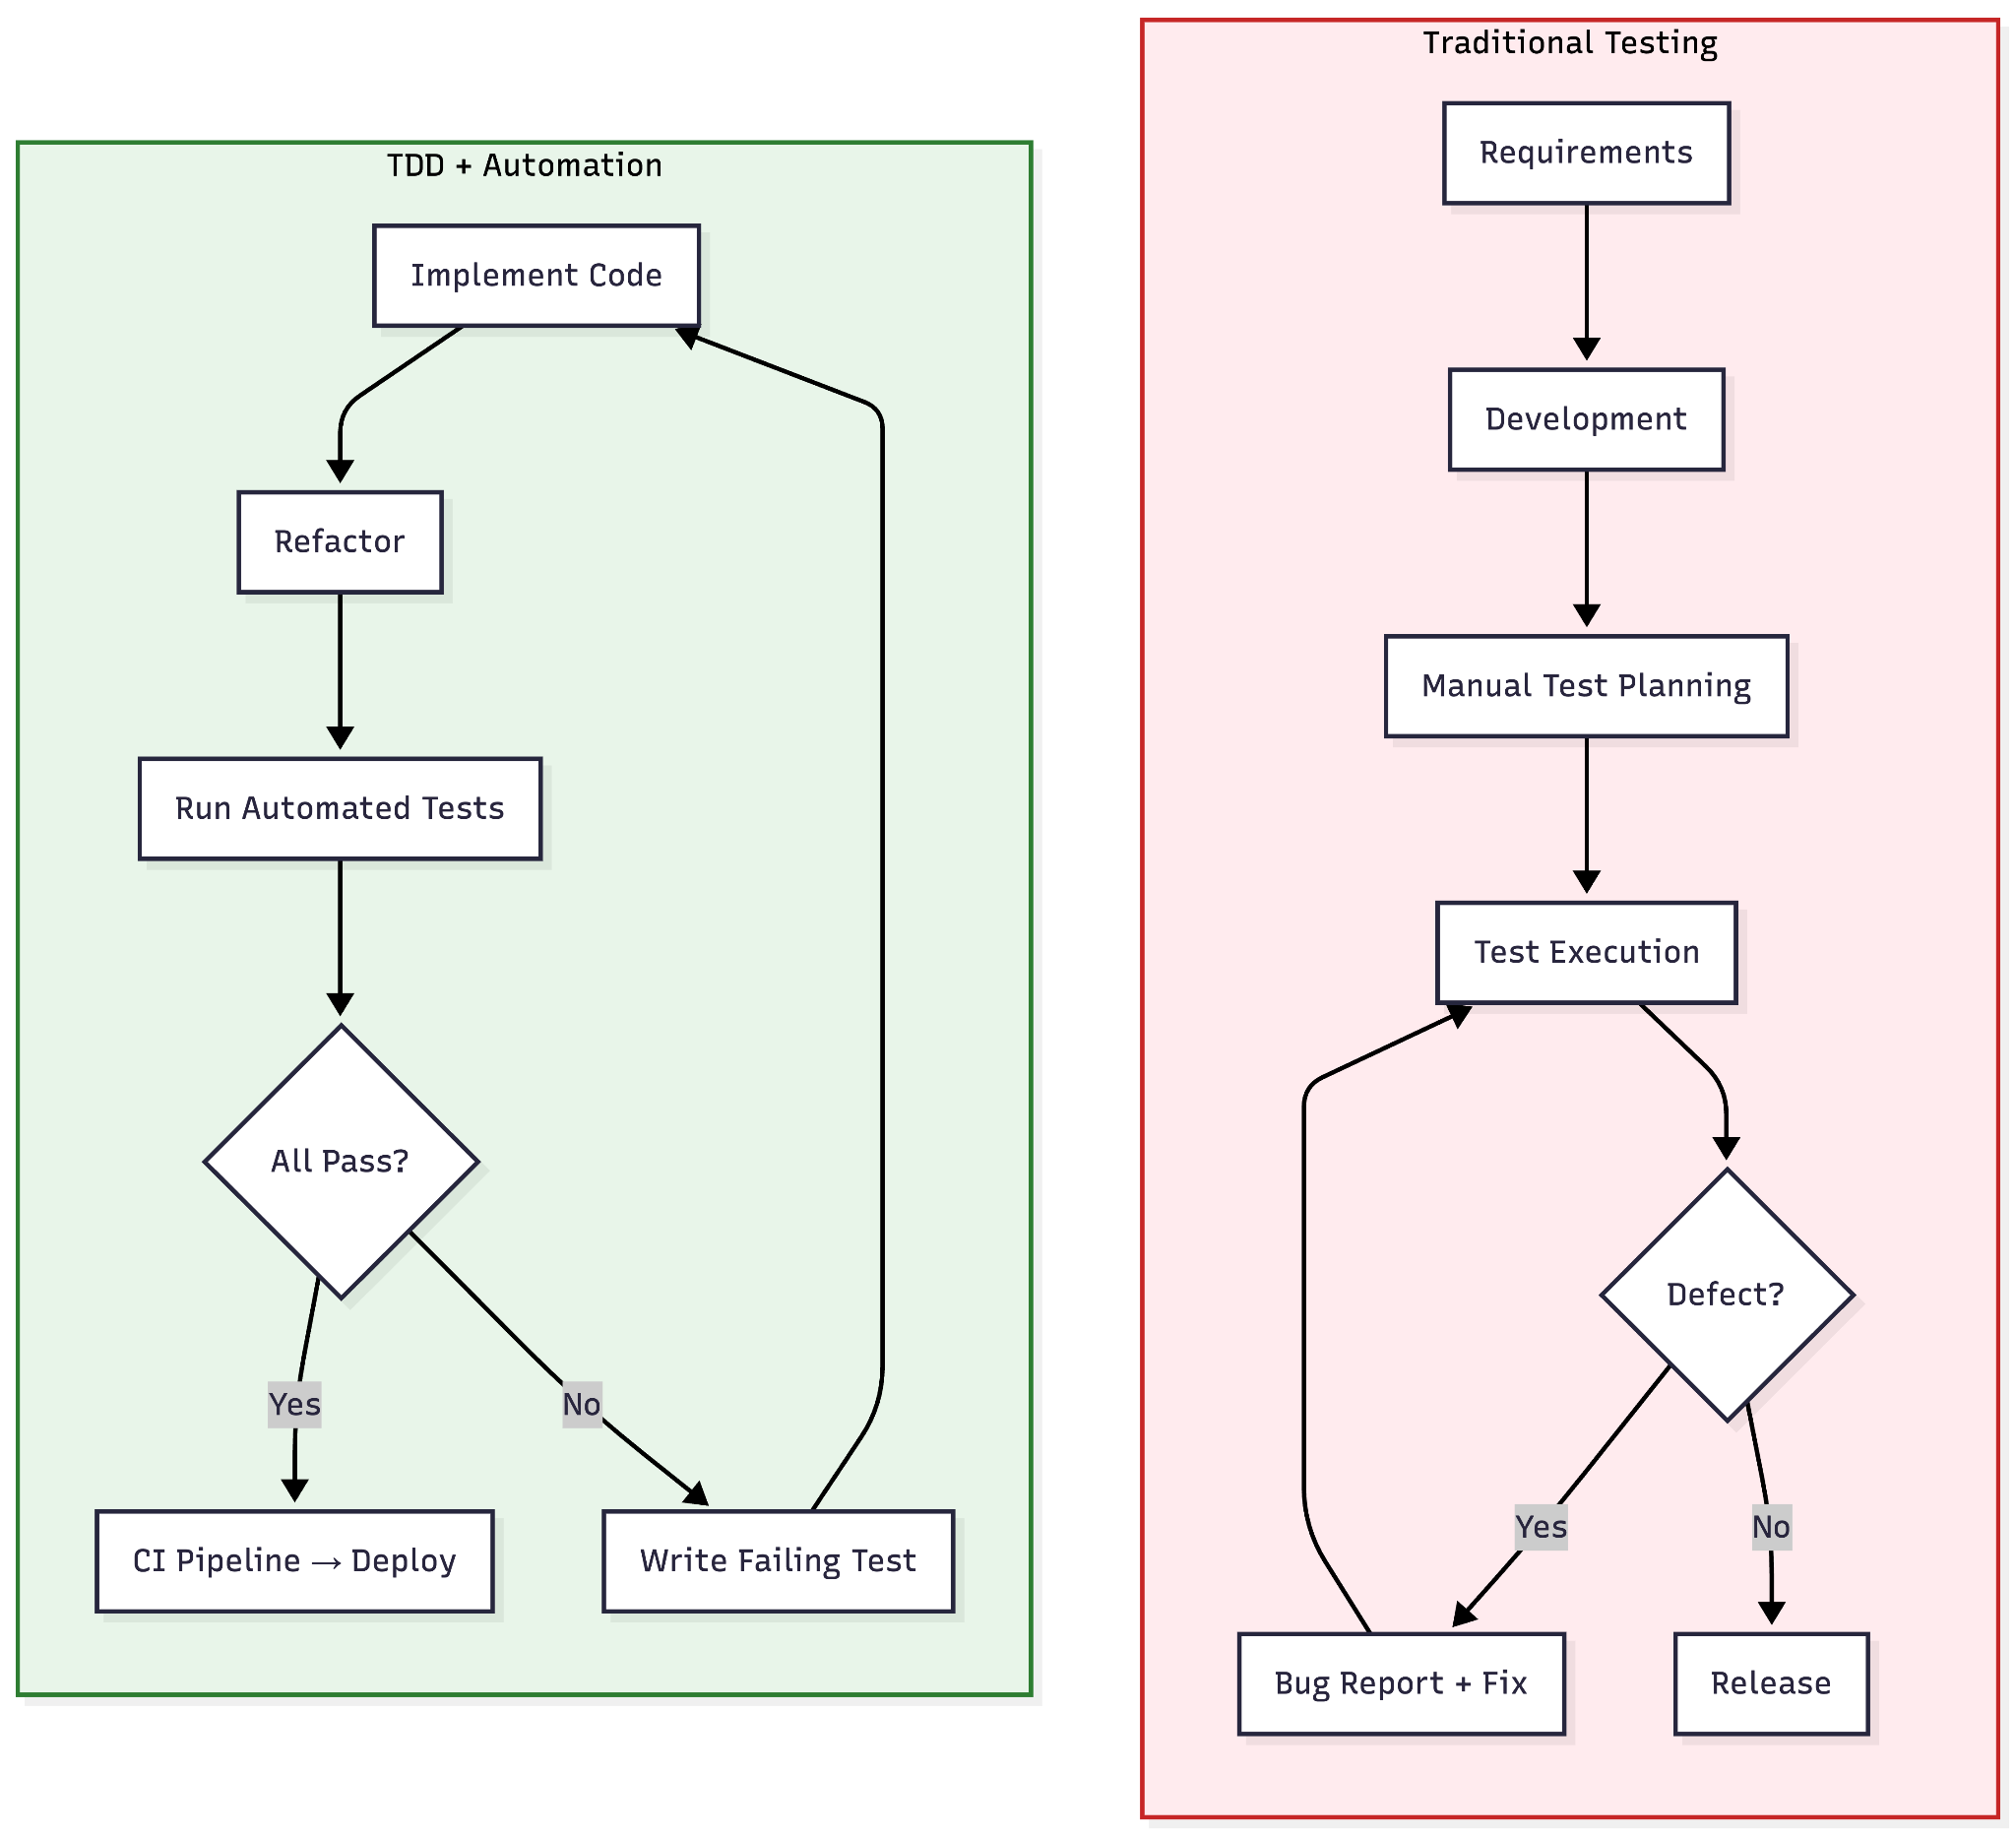 TDD + Automation
Implement Code
Refactor
Run Automated Tests
All Pass?
Yes
No
CI Pipeline → Deploy
Write Failing Test
Traditional Testing
Requirements
Development
Manual Test Planning
Test Execution
Defect?
Yes
No
Bug Report + Fix
Release